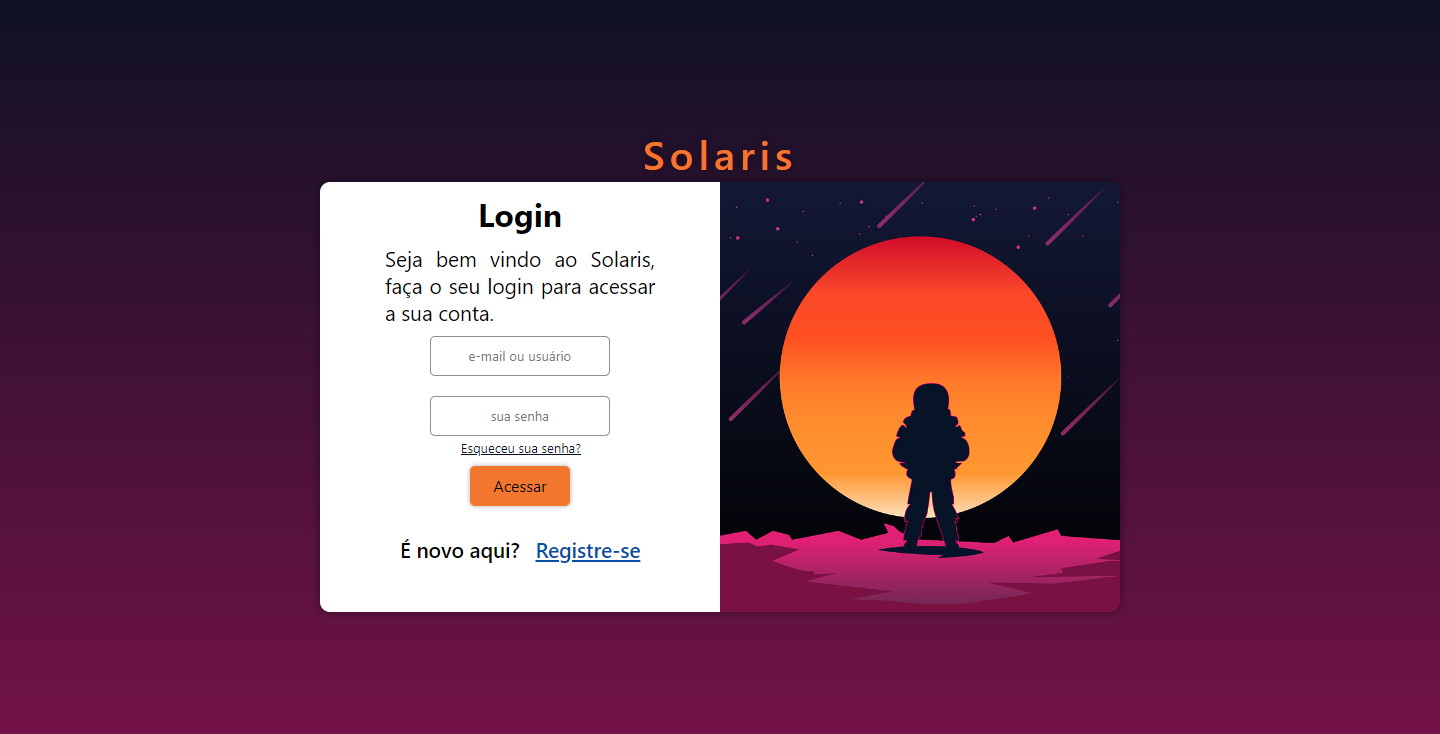 Solaris
Login
Seja bem vindo ao Solaris,
faça o seu login para acessar
a sua conta.
e-mail ou usuário
sua senha
Esqueceu sua senha?
Acessar
É novo aqui? Registre-se